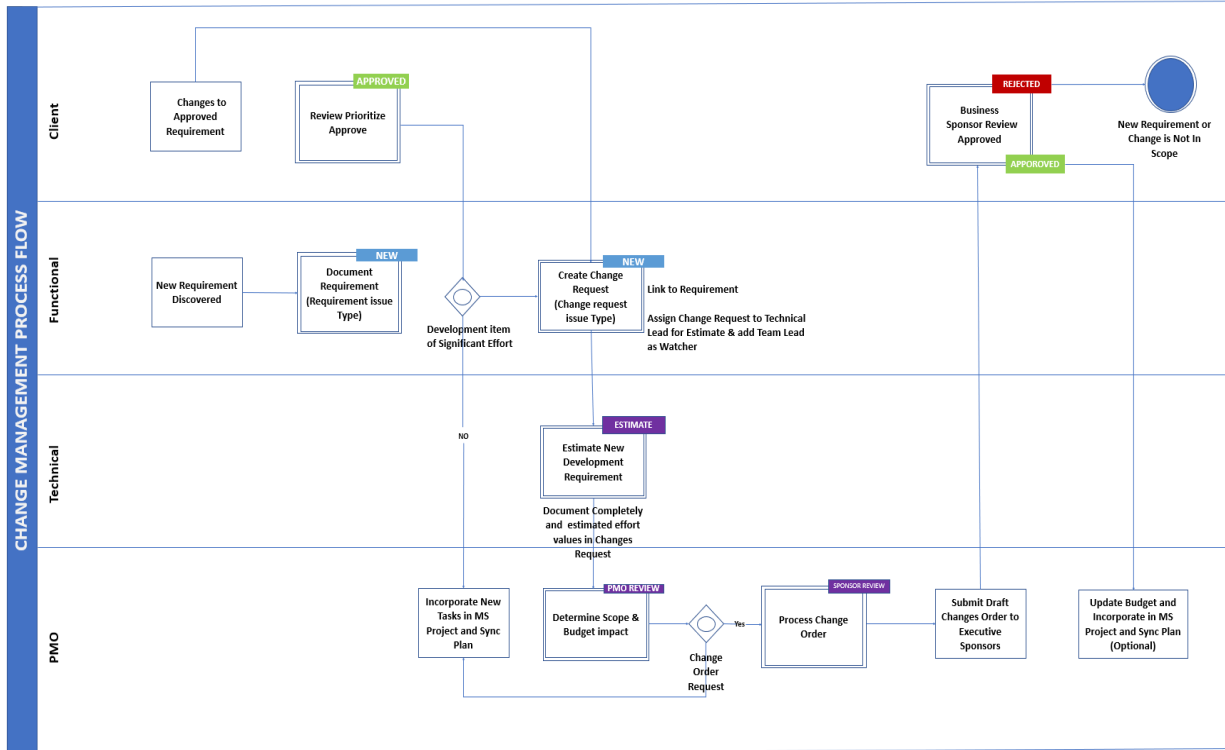 CHANGE MANAGEMENT PROCESS FLOW
Client
Changes to
Approved
Requirement
APPROVED
Review Prioritize
Approve
REJECTED
Business
Sponsor Review
Approved
APPOROVED
New Requirement or
Change is Not In
Scope
Functional
New Requirement
Discovered
NEW
Document
Requirement
(Requirement issue
Type)
Development item
of Significant Effort
NEW
Create Change
Request
(Change request
issue Type)
Link to Requirement
Assign Change Request to Technical
Lead for Estimate & add Team Lead
as Watcher
Technical
NO
ESTIMATE
Estimate New
Development
Requirement
Document Completely
and estimated effort
values in Changes
Request
PMO
Incorporate New
Tasks in MS
Project and Sync
Plan
PMO REVIEW
Determine Scope &
Budget impact
Change
Order
Request
Yes
SPONSOR REVIEW
Process Change
Order
Submit Draft
Changes Order to
Executive
Sponsors
Update Budget and
Incorporate in MS
Project and Sync Plan
(Optional)